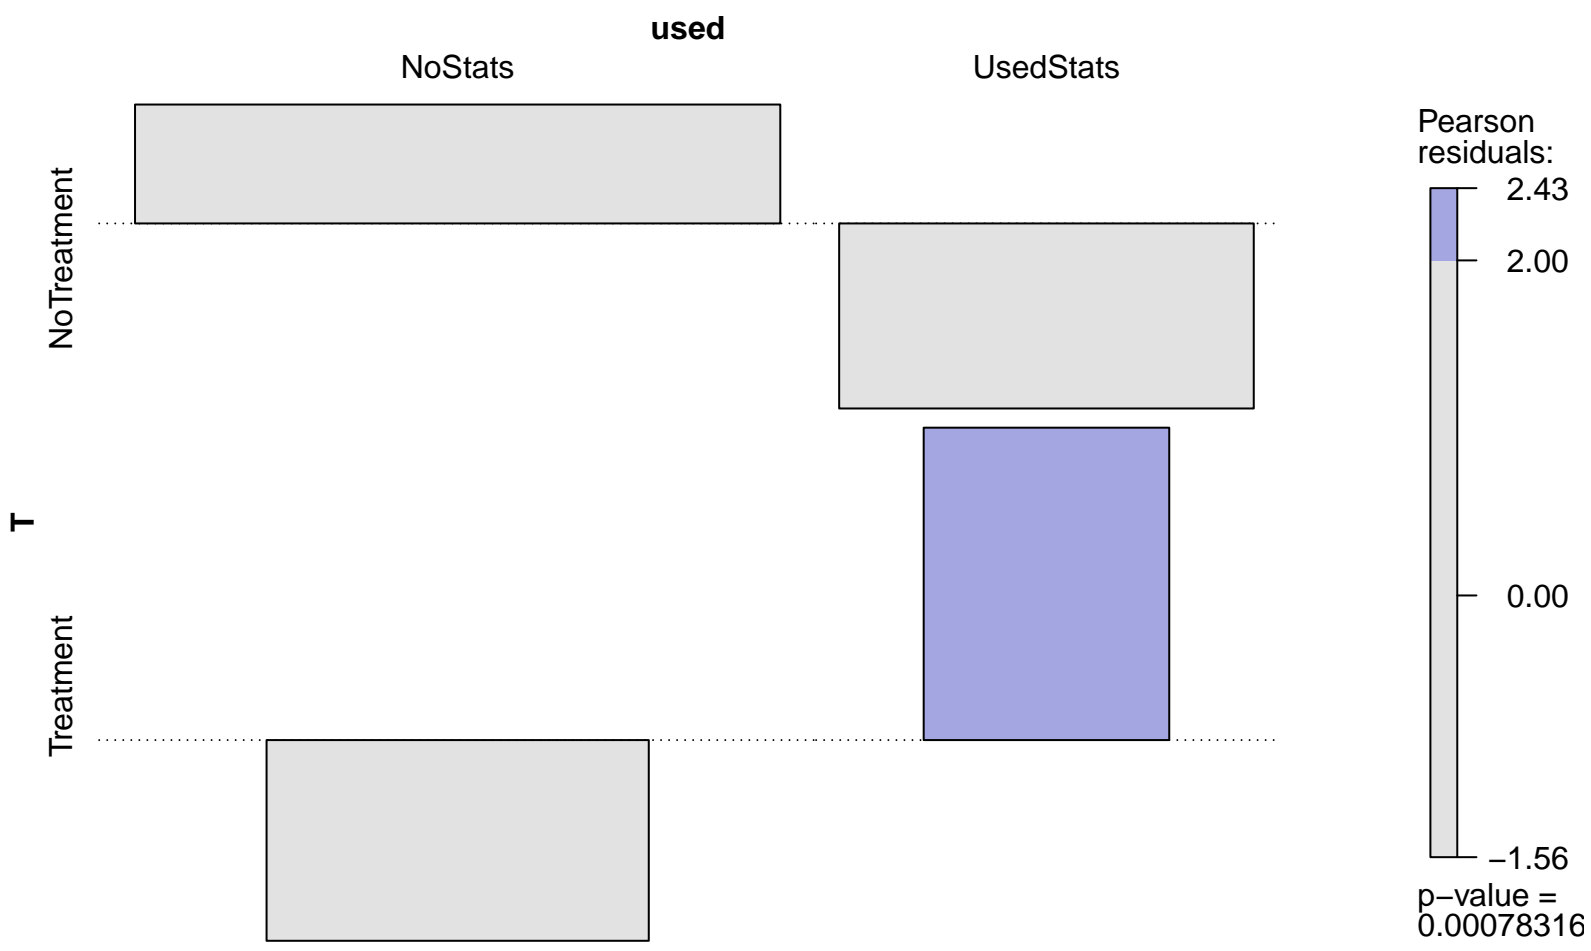 used
NoStats
UsedStats
NoTreatment
T
Treatment
Pearson
residuals:
2.43
2.00
0.00
−1.56
p−value =
0.00078316